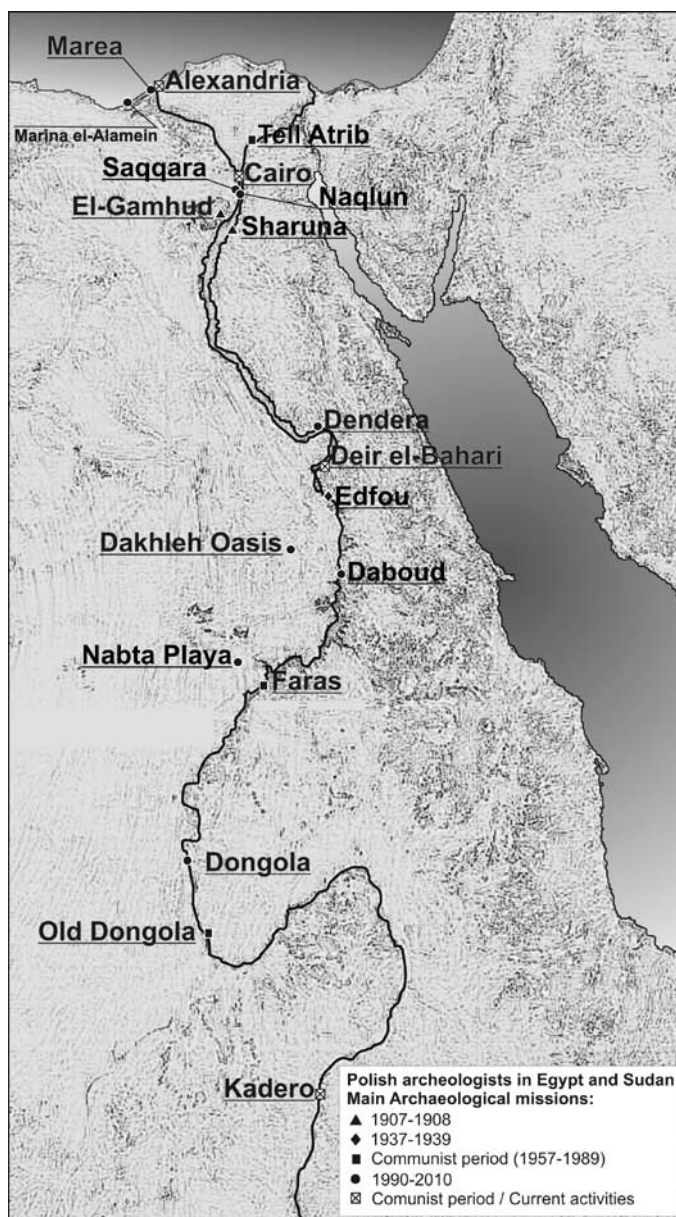 Marea
Alexandria
Marina el-Alamein
Tell Atrib
Saqqara
Cairo
Naqlun
El-Gamhud
Sharuna
Dendera
Deir el-Bahari
Edfou
Dakhleh Oasis
Daboud
Nabta Playa
Faras
Dongola
Old Dongola
Kadero
Polish archeologists in Egypt and Sudan
Main Archaeological missions:
1907-1908
1937-1939
Communist period (1957-1989)
1990-2010
Comunist period / Current activities